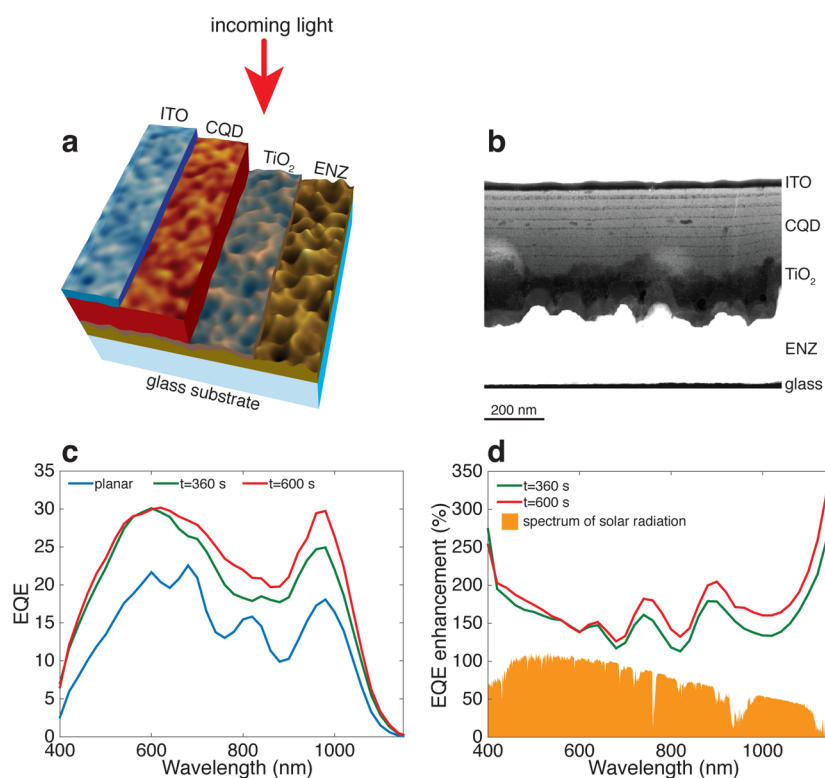 incoming light
a
ITO
CQD
TiO2
ENZ
glass substrate
b
ITO
CQD
TiO2
ENZ
glass
200 nm
c
35
30
25
20
15
10
5
0
EQE
planar
t=360 s
t=600 s
400
600
800
1000
Wavelength (nm)
d
350
300
250
200
150
100
50
0
EQE enhancement (%)
t=360 s
t=600 s
spectrum of solar radiation
400
600
800
1000
Wavelength (nm)